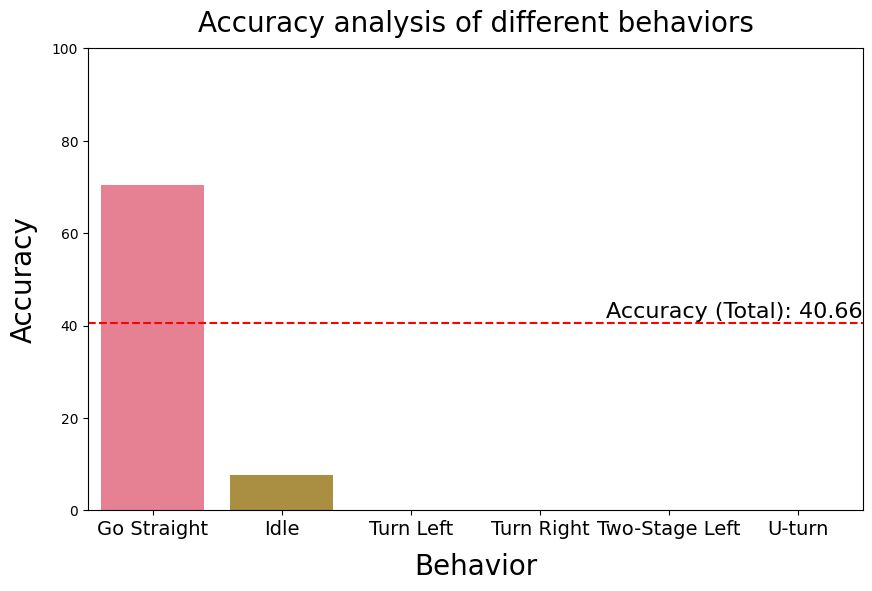 Accuracy analysis of different behaviors
100
80
60
40
20
0
Accuracy
Accuracy (Total): 40.66
Go Straight Idle Turn Left Turn Right Two-Stage Left U-turn
Behavior